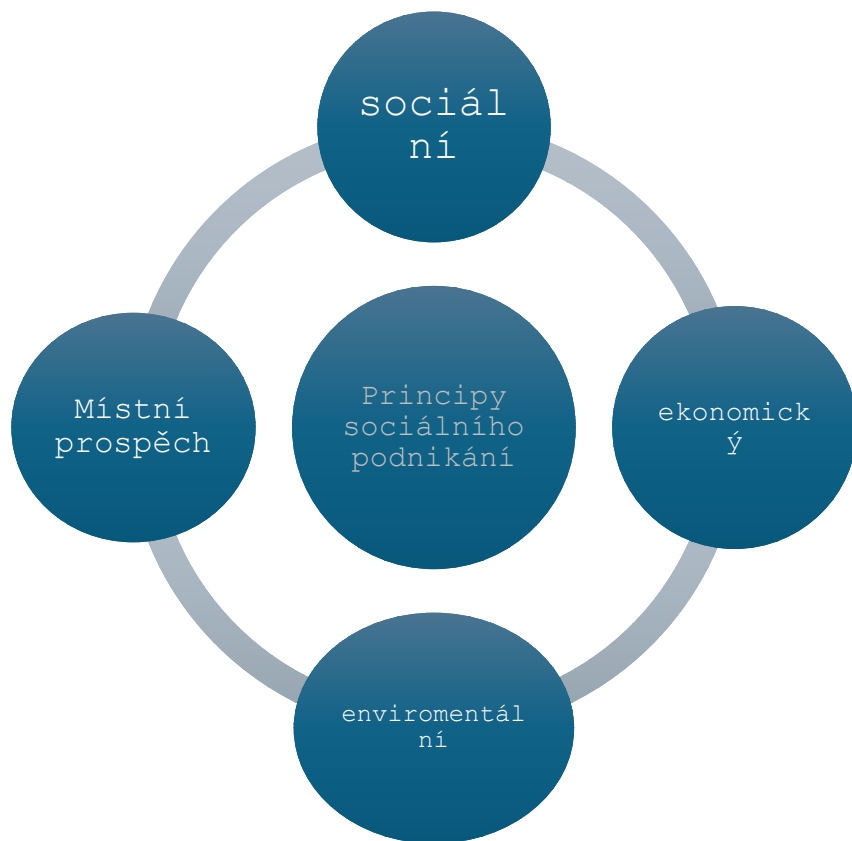 sociál
ní
Místní
prospěch
Principy
sociálního
podnikání
ekonomick
ý
enviromentál
ní